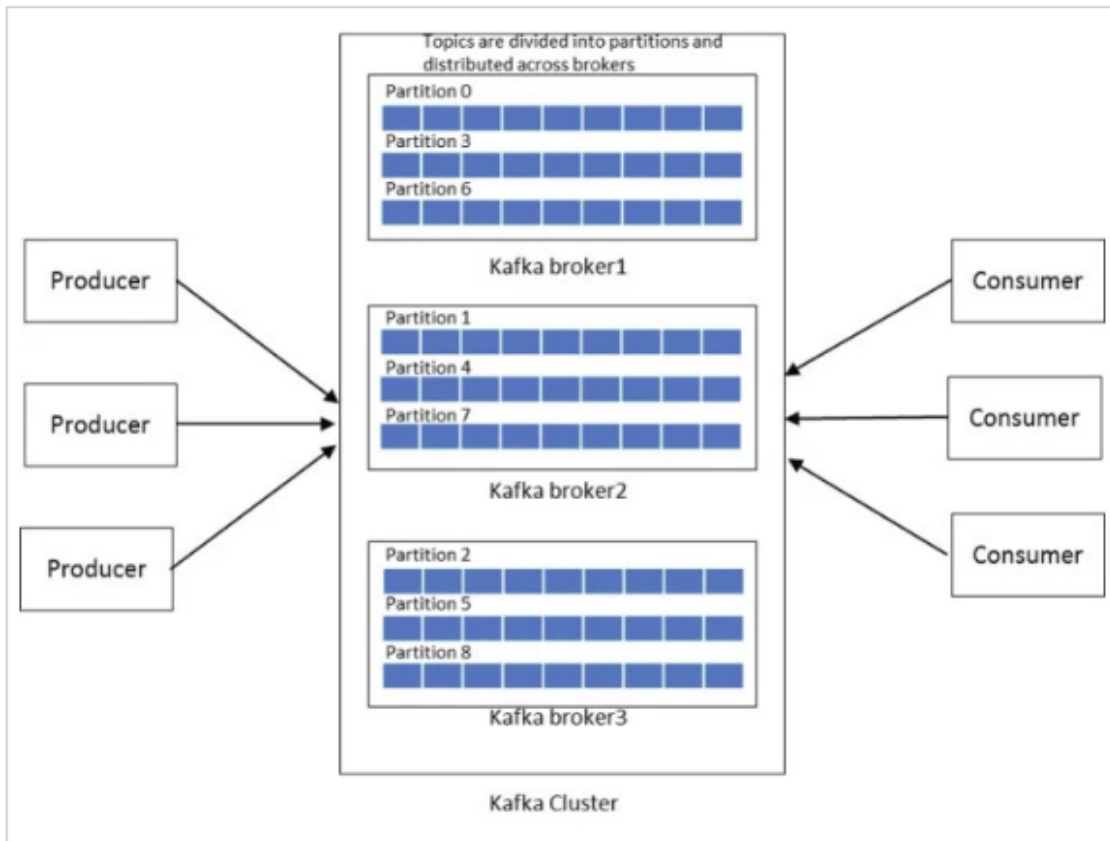 Topics are divided into partitions and
distributed across brokers
Partition 0
Partition 3
Partition 6
Kafka broker1
Partition 1
Partition 4
Partition 7
Kafka broker2
Partition 2
Partition 5
Partition 8
Kafka broker3
Kafka Cluster
Producer
Producer
Producer
Consumer
Consumer
Consumer